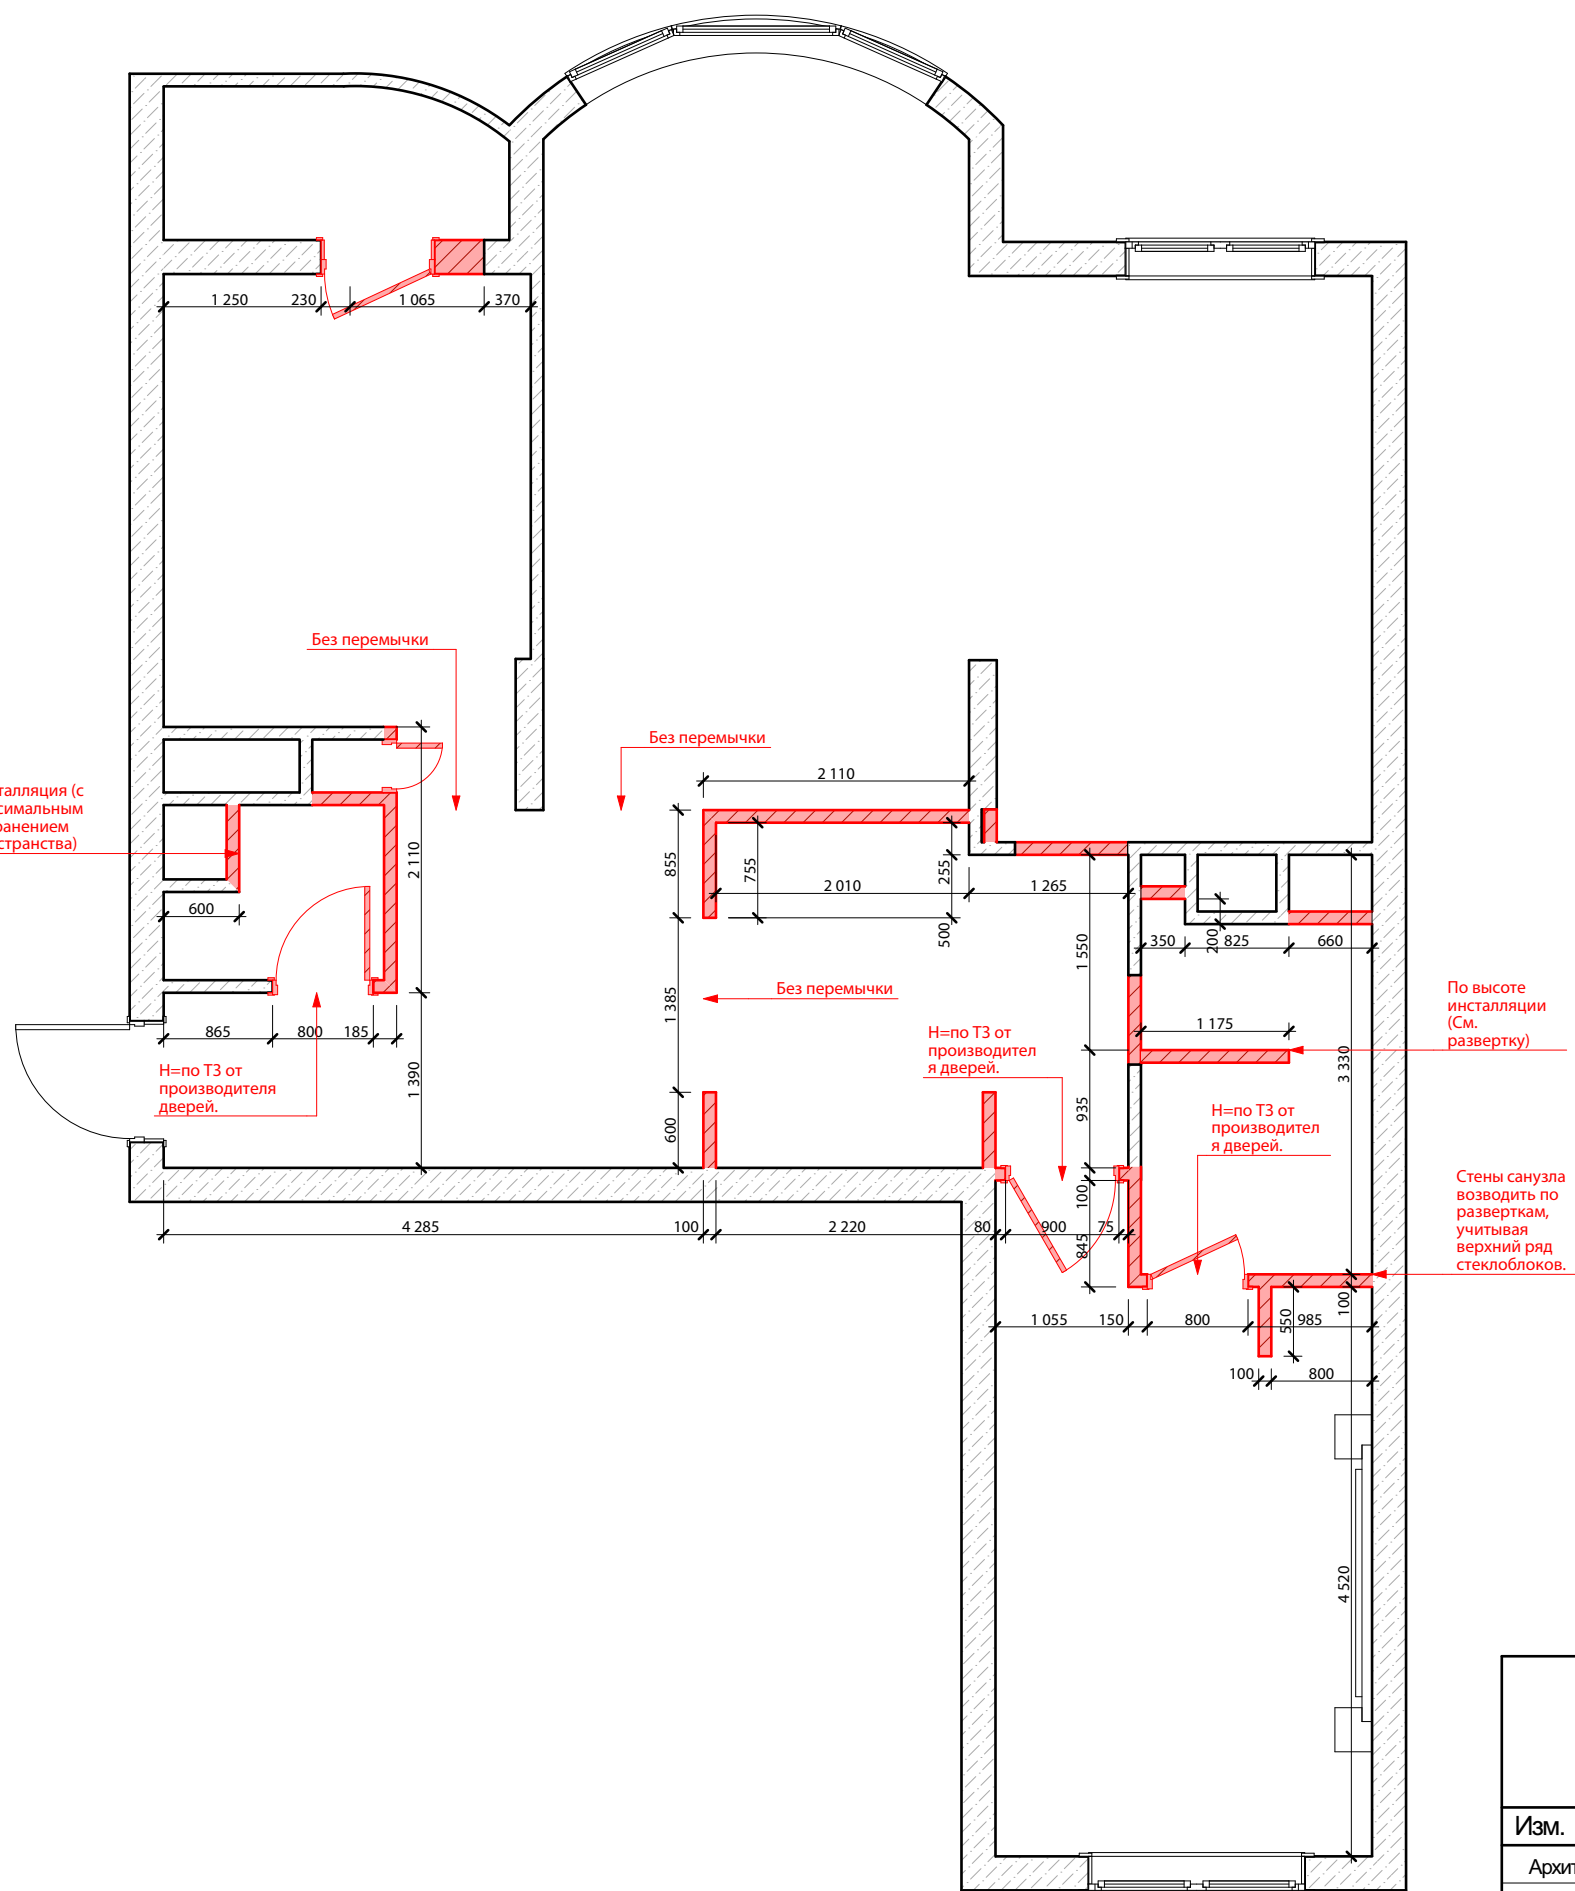 1 250
230
1 065
370
Без перемычки
Без перемычки
2 110
талляция (с
симальным
ранением
странства)
2 110
855
755
255
2 010
1 265
600
500
1 550
350
825
660
200
1 385
Без перемычки
По высоте
инсталляции
(См.
развертку)
865
800
185
Н=по ТЗ от
производител
я дверей.
1 175
3 330
Н=по ТЗ от
производителя
дверей.
1 390
935
Н=по ТЗ от
производител
я дверей.
600
Стены санузла
возводить по
разверткам,
учитывая
верхний ряд
стеклоблоков.
100
4 285
100
2 220
80
900
75
845
100
550
1 055
150
800
985
100
800
4 520
Изм.
Архит